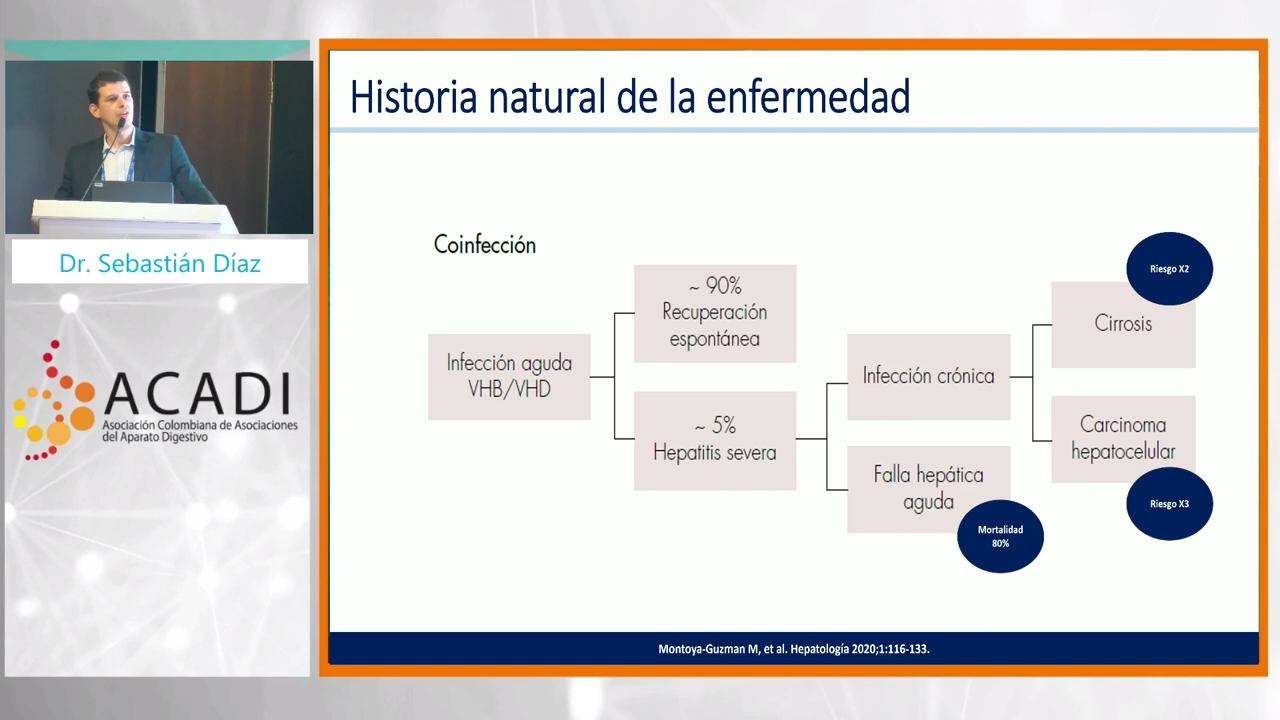 Historia natural de la enfermedad
Dr. Sebastián Díaz
ACADI
Asociación Colombiana de Asociaciones
del Aparato Digestivo
Coinfección
Infección aguda
VHB/VHD
~ 90%
Recuperación
espontánea
~ 5%
Hepatitis severa
Infección crónica
Falla hepática
aguda
Mortalidad
80%
Cirrosis
Riesgo X2
Carcinoma
hepatocelular
Riesgo X3
Montoya-Guzman M, et al. Hepatología 2020;1:116-133.